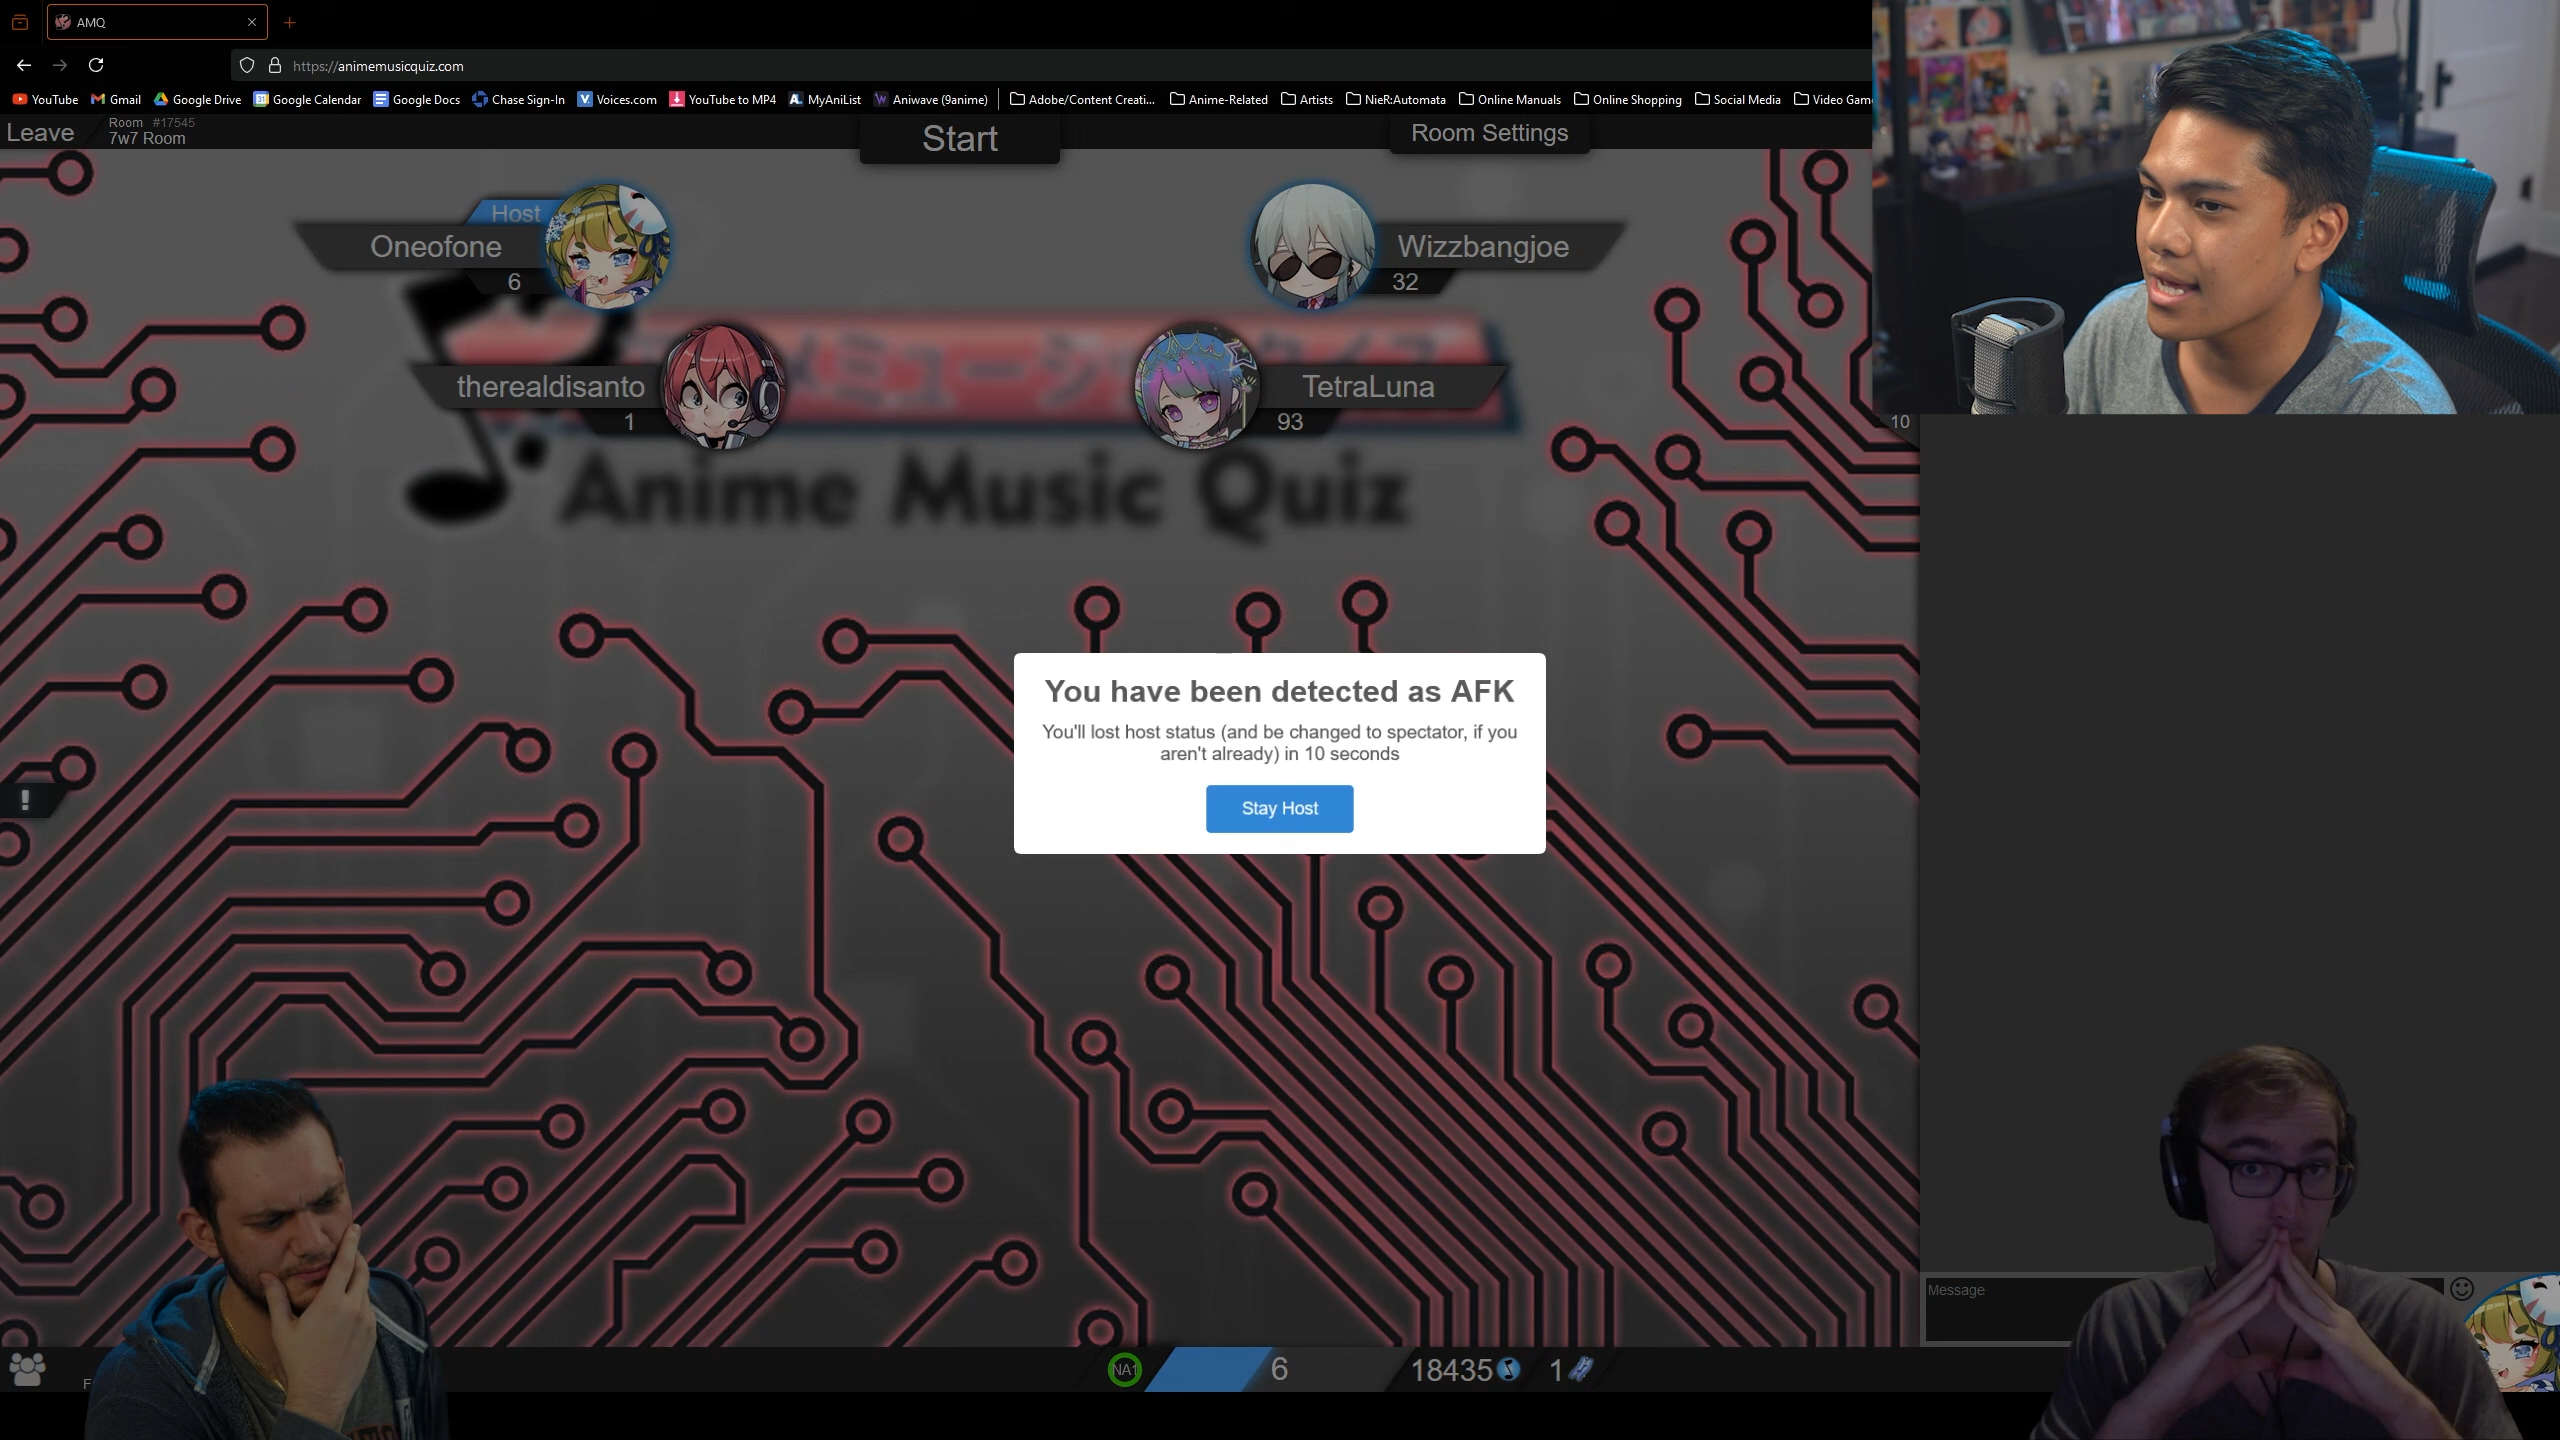 AMQ
https://animemusicquiz.com
YouTube Gmail Google Drive Google Calendar Google Docs Chase Sign-In Voices.com YouTube to MP4 MyAniList Aniwave (9anime) Adobe/Content Creati... Anime-Related Artists NieR:Automata Online Manuals Online Shopping Social Media Video Gam
Leave
Room #17545
7w7 Room
Start
Room Settings
Host
Oneofone
6
Wizzbangjoe
32
therealdisanto
1
TetraLuna
93
10
Anime Music Quiz
You have been detected as AFK
You'll lost host status (and be changed to spectator, if you
aren't already) in 10 seconds
Stay Host
!
Message
NA1
6
18435
1
F